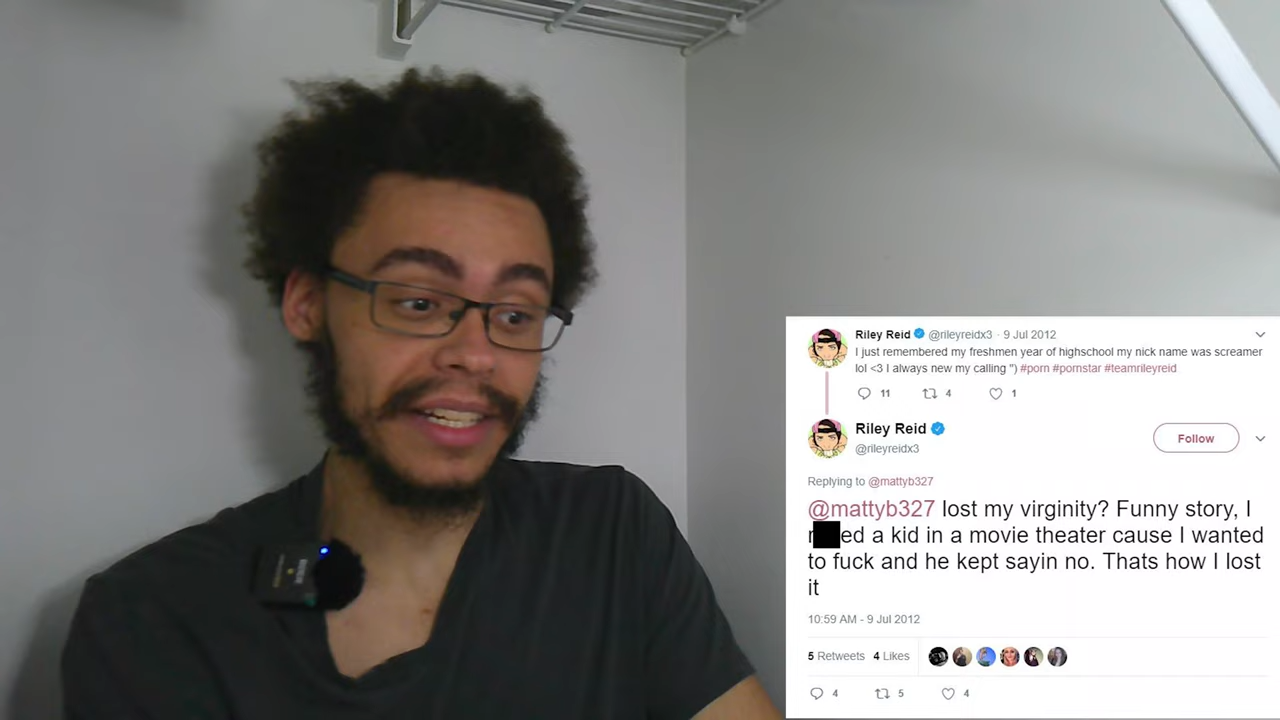 Riley Reid @rileyreidx3 · 9 Jul 2012
I just remembered my freshmen year of highschool my nick name was screamer
lol <3 I always new my calling ") #porn #pornstar #teamrileyreid
11 4 1
Riley Reid
@rileyreidx3
Follow
Replying to @mattyb327
@mattyb327 lost my virginity? Funny story, I
a kid in a movie theater cause I wanted
to fuck and he kept sayin no. Thats how I lost
it
10:59 AM - 9 Jul 2012
5 Retweets 4 Likes
4 5 4